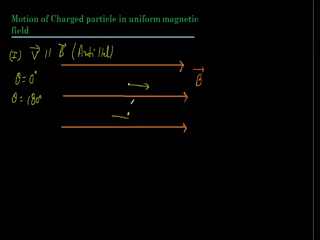 Motion of Charged particle in uniform magnetic
field
(I) V⃗ || B⃗ (Anti ||el)
θ = 0°
B⃗
θ = 180°